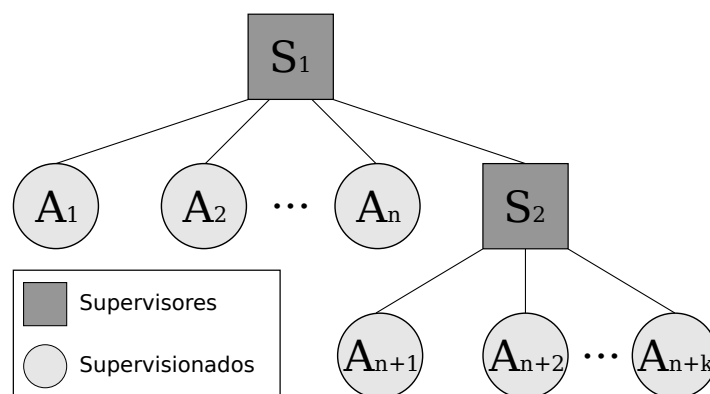 S₁
A₁ A₂ ... Aₙ S₂
Supervisores
Supervisionados
Aₙ₊₁ Aₙ₊₂ ... Aₙ₊ₖ